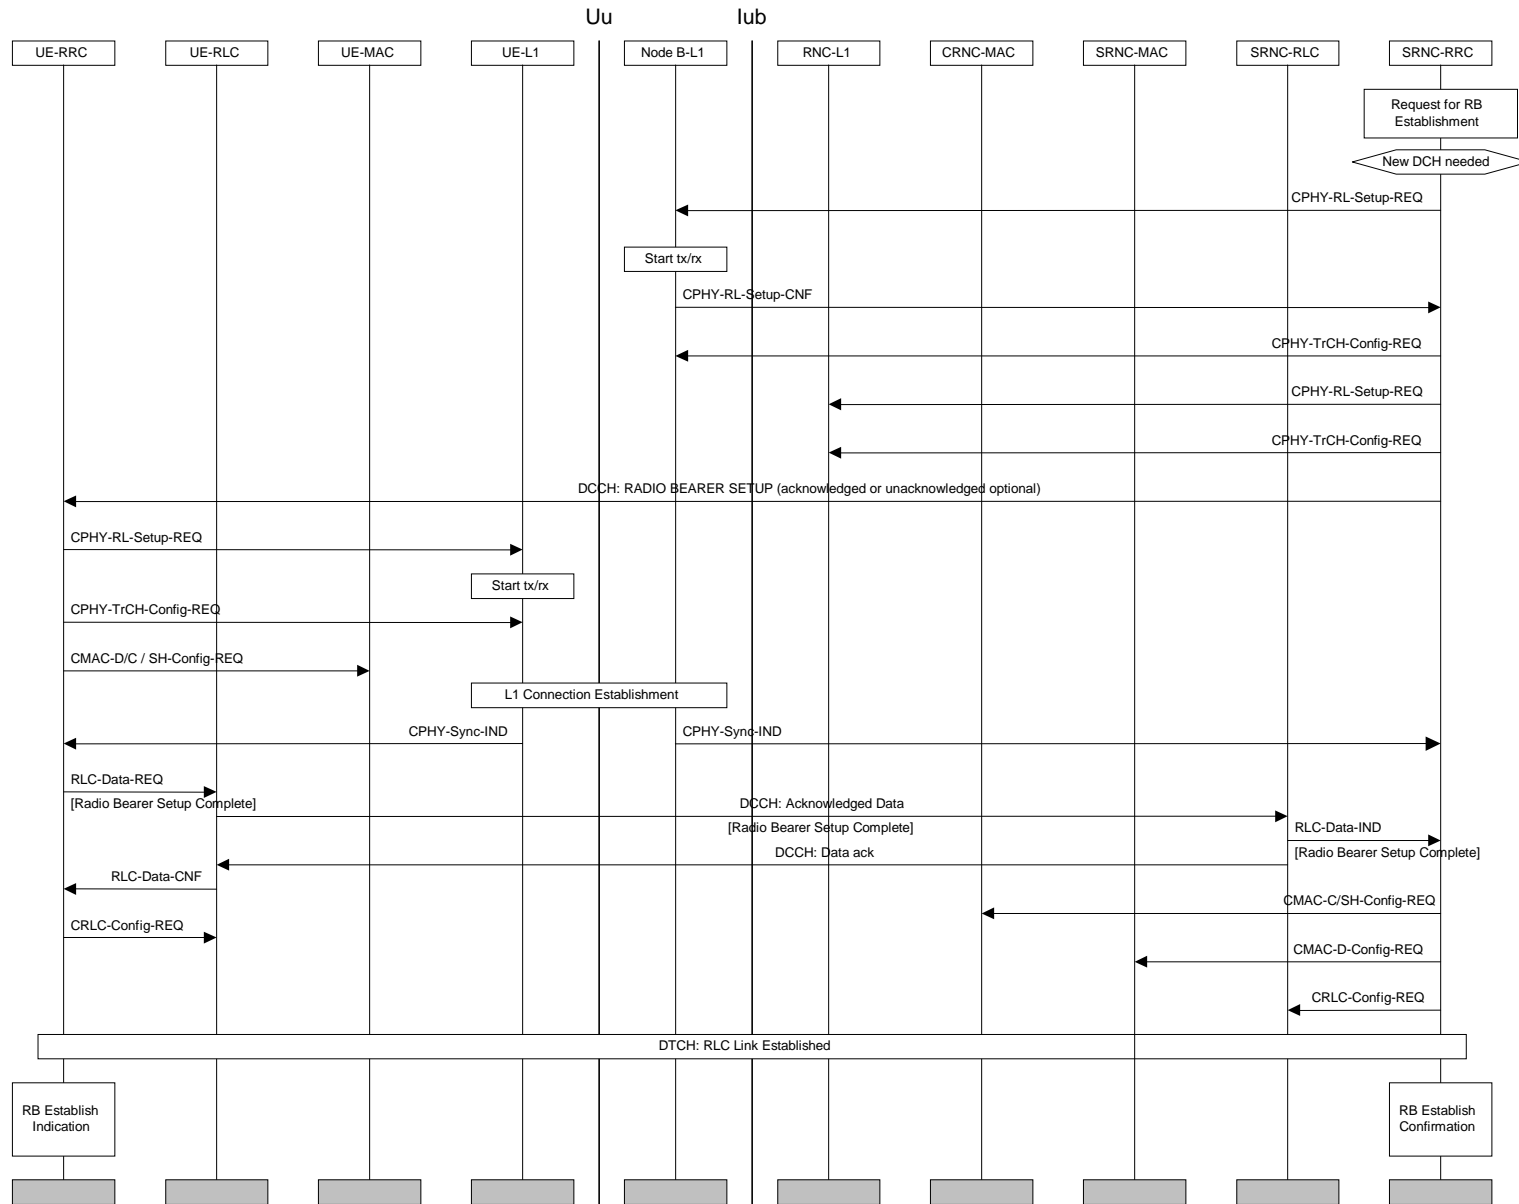 Uu
Iub
UE-RRC
UE-RLC
UE-MAC
UE-L1
Node B-L1
RNC-L1
CRNC-MAC
SRNC-MAC
SRNC-RLC
SRNC-RRC
Request for RB
Establishment
New DCH needed
CPHY-RL-Setup-REQ
Start tx/rx
CPHY-RL-Setup-CNF
CPHY-TrCH-Config-REQ
CPHY-RL-Setup-REQ
CPHY-TrCH-Config-REQ
DCCH: RADIO BEARER SETUP (acknowledged or unacknowledged optional)
CPHY-RL-Setup-REQ
Start tx/rx
CPHY-TrCH-Config-REQ
CMAC-D/C / SH-Config-REQ
L1 Connection Establishment
CPHY-Sync-IND
CPHY-Sync-IND
RLC-Data-REQ
[Radio Bearer Setup Complete]
DCCH: Acknowledged Data
[Radio Bearer Setup Complete]
RLC-Data-IND
[Radio Bearer Setup Complete]
DCCH: Data ack
RLC-Data-CNF
CMAC-C/SH-Config-REQ
CRLC-Config-REQ
CMAC-D-Config-REQ
CRLC-Config-REQ
DTCH: RLC Link Established
RB Establish
Indication
RB Establish
Confirmation